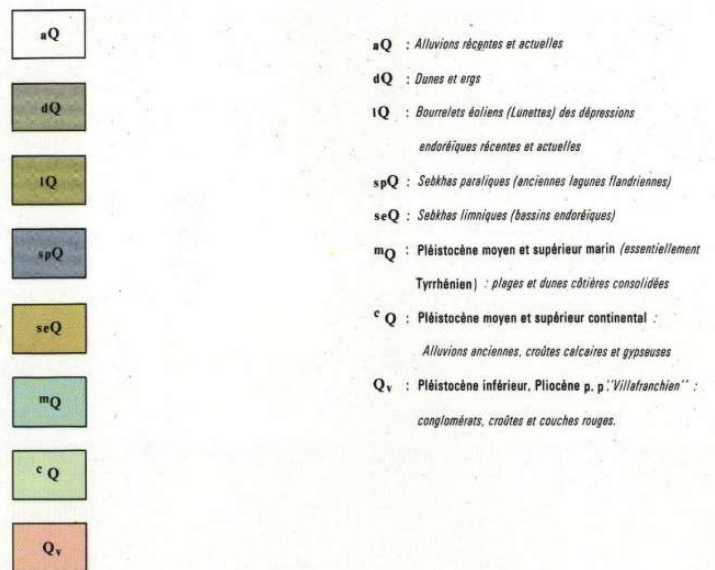 aQ
dQ
lQ
spQ
seQ
mQ
c Q
Qv
aQ : Alluvions récentes et actuelles
dQ : Dunes et ergs
lQ : Bourrelets éoliens (Lunettes) des dépressions
endoréïques récentes et actuelles
spQ : Sebkhas paraliques (anciennes lagunes flandriennes)
seQ : Sebkhas limniques (bassins endoréïques)
mQ : Pléistocène moyen et supérieur marin (essentiellement
Tyrrhénien) : plages et dunes côtières consolidées
c Q : Pléistocène moyen et supérieur continental :
Alluvions anciennes, croûtes calcaires et gypseuses
Qv : Pléistocène inférieur, Pliocène p. p. "Villafranchien" :
conglomérats, croûtes et couches rouges.